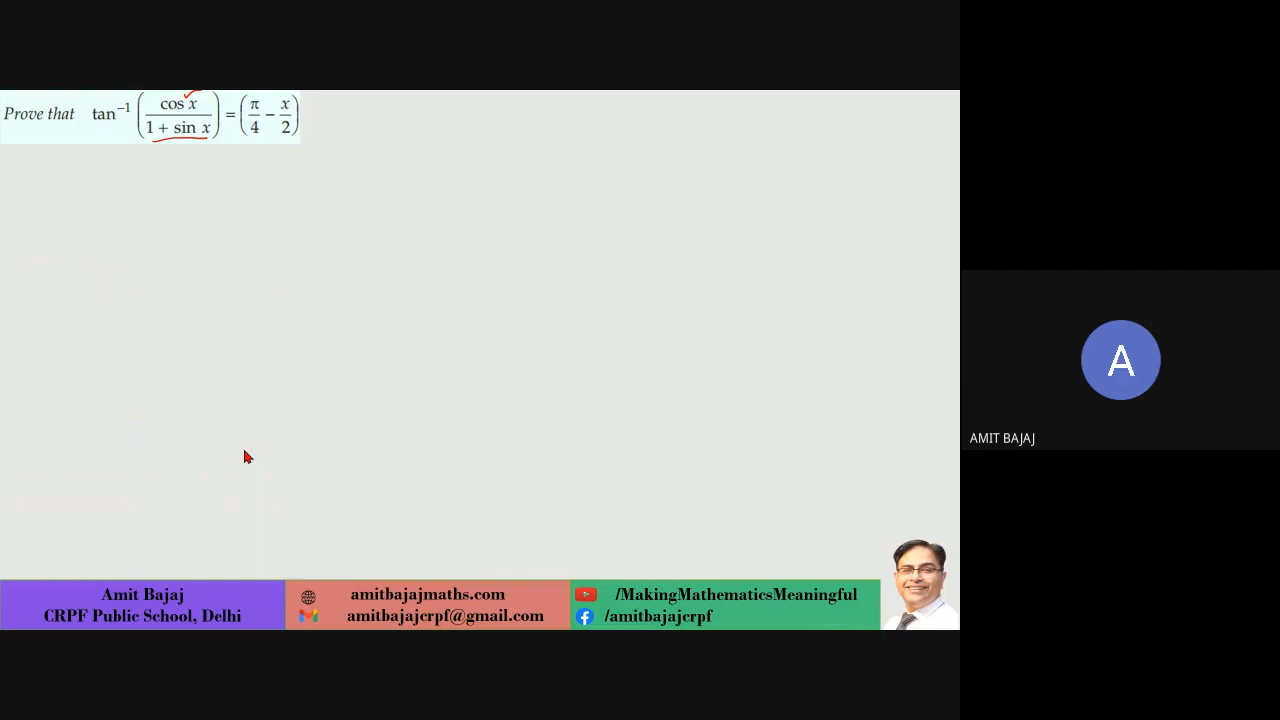 Prove that tan⁻¹ (cos x / 1 + sin x) = (π/4 − x/2)
A
AMIT BAJAJ
Amit Bajaj
CRPF Public School, Delhi
amitbajajmaths.com
amitbajajcrpf@gmail.com
/MakingMathematicsMeaningful
/amitbajajcrpf